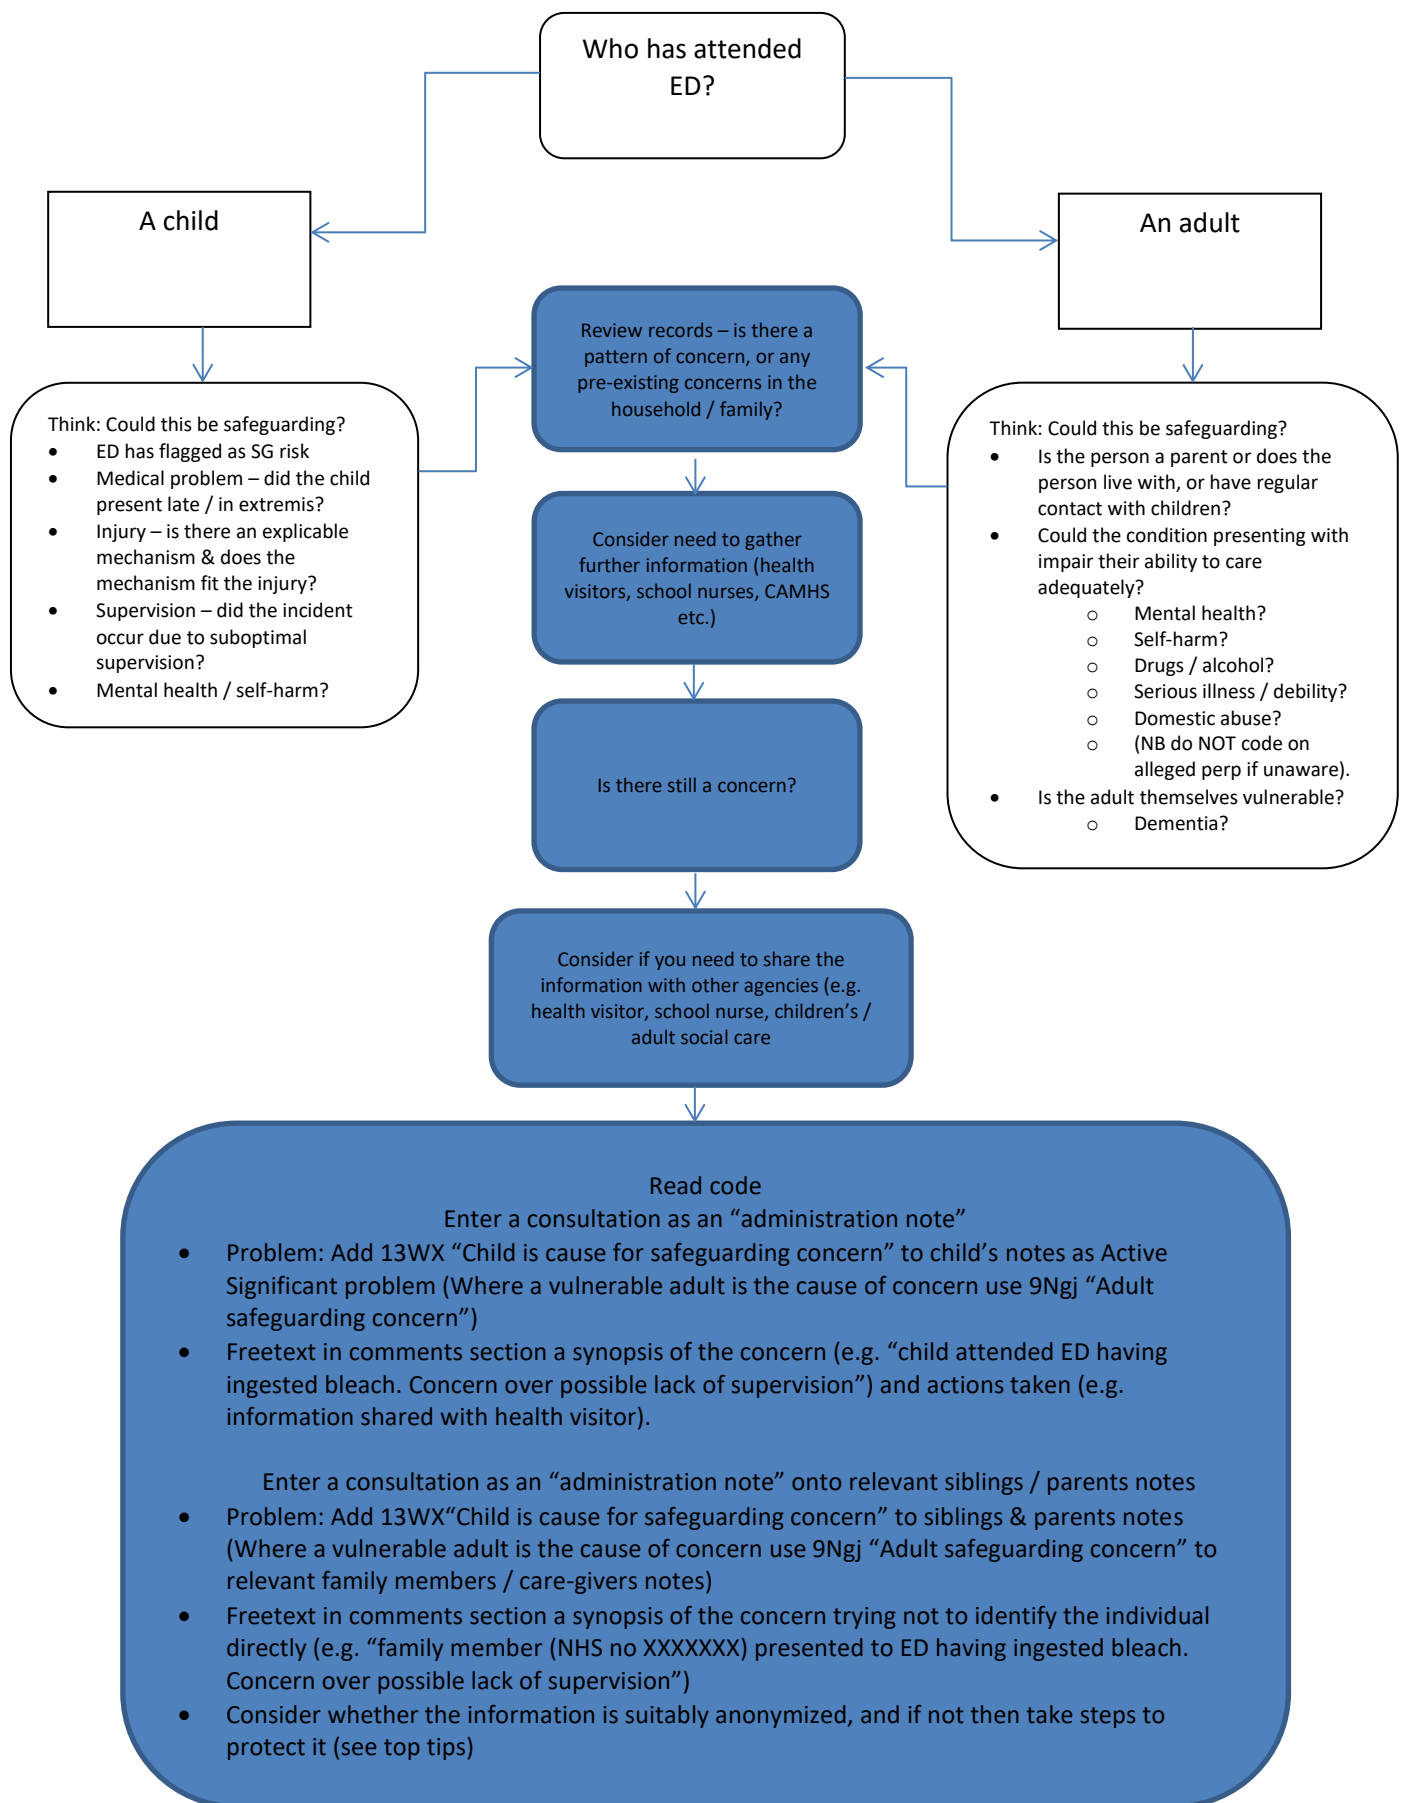 Who has attended
ED?
A child
An adult
Review records – is there a
pattern of concern, or any
pre-existing concerns in the
household / family?
Think: Could this be safeguarding?
• ED has flagged as SG risk
• Medical problem – did the child
present late / in extremis?
• Injury – is there an explicable
mechanism & does the
mechanism fit the injury?
• Supervision – did the incident
occur due to suboptimal
supervision?
• Mental health / self-harm?
Think: Could this be safeguarding?
• Is the person a parent or does the
person live with, or have regular
contact with children?
• Could the condition presenting with
impair their ability to care
adequately?
o Mental health?
o Self-harm?
o Drugs / alcohol?
o Serious illness / debility?
o Domestic abuse?
o (NB do NOT code on
alleged perp if unaware).
• Is the adult themselves vulnerable?
o Dementia?
Consider need to gather
further information (health
visitors, school nurses, CAMHS
etc.)
Is there still a concern?
Consider if you need to share the
information with other agencies (e.g.
health visitor, school nurse, children’s /
adult social care
Read code
Enter a consultation as an “administration note”
• Problem: Add 13WX “Child is cause for safeguarding concern” to child’s notes as Active
Significant problem (Where a vulnerable adult is the cause of concern use 9Ngj “Adult
safeguarding concern”)
• Freetext in comments section a synopsis of the concern (e.g. “child attended ED having
ingested bleach. Concern over possible lack of supervision”) and actions taken (e.g.
information shared with health visitor).
Enter a consultation as an “administration note” onto relevant siblings / parents notes
• Problem: Add 13WX“Child is cause for safeguarding concern” to siblings & parents notes
(Where a vulnerable adult is the cause of concern use 9Ngj “Adult safeguarding concern” to
relevant family members / care-givers notes)
• Freetext in comments section a synopsis of the concern trying not to identify the individual
directly (e.g. “family member (NHS no XXXXXXX) presented to ED having ingested bleach.
Concern over possible lack of supervision”)
• Consider whether the information is suitably anonymized, and if not then take steps to
protect it (see top tips)